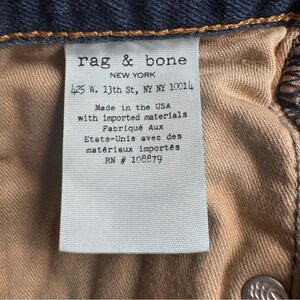 rag & bone
NEW YORK
425 W. 13th St, NY NY 10014
Made in the USA
with imported materials
Fabriqué Aux
Etats-Unis avec des
matériaux importés
RN # 108879